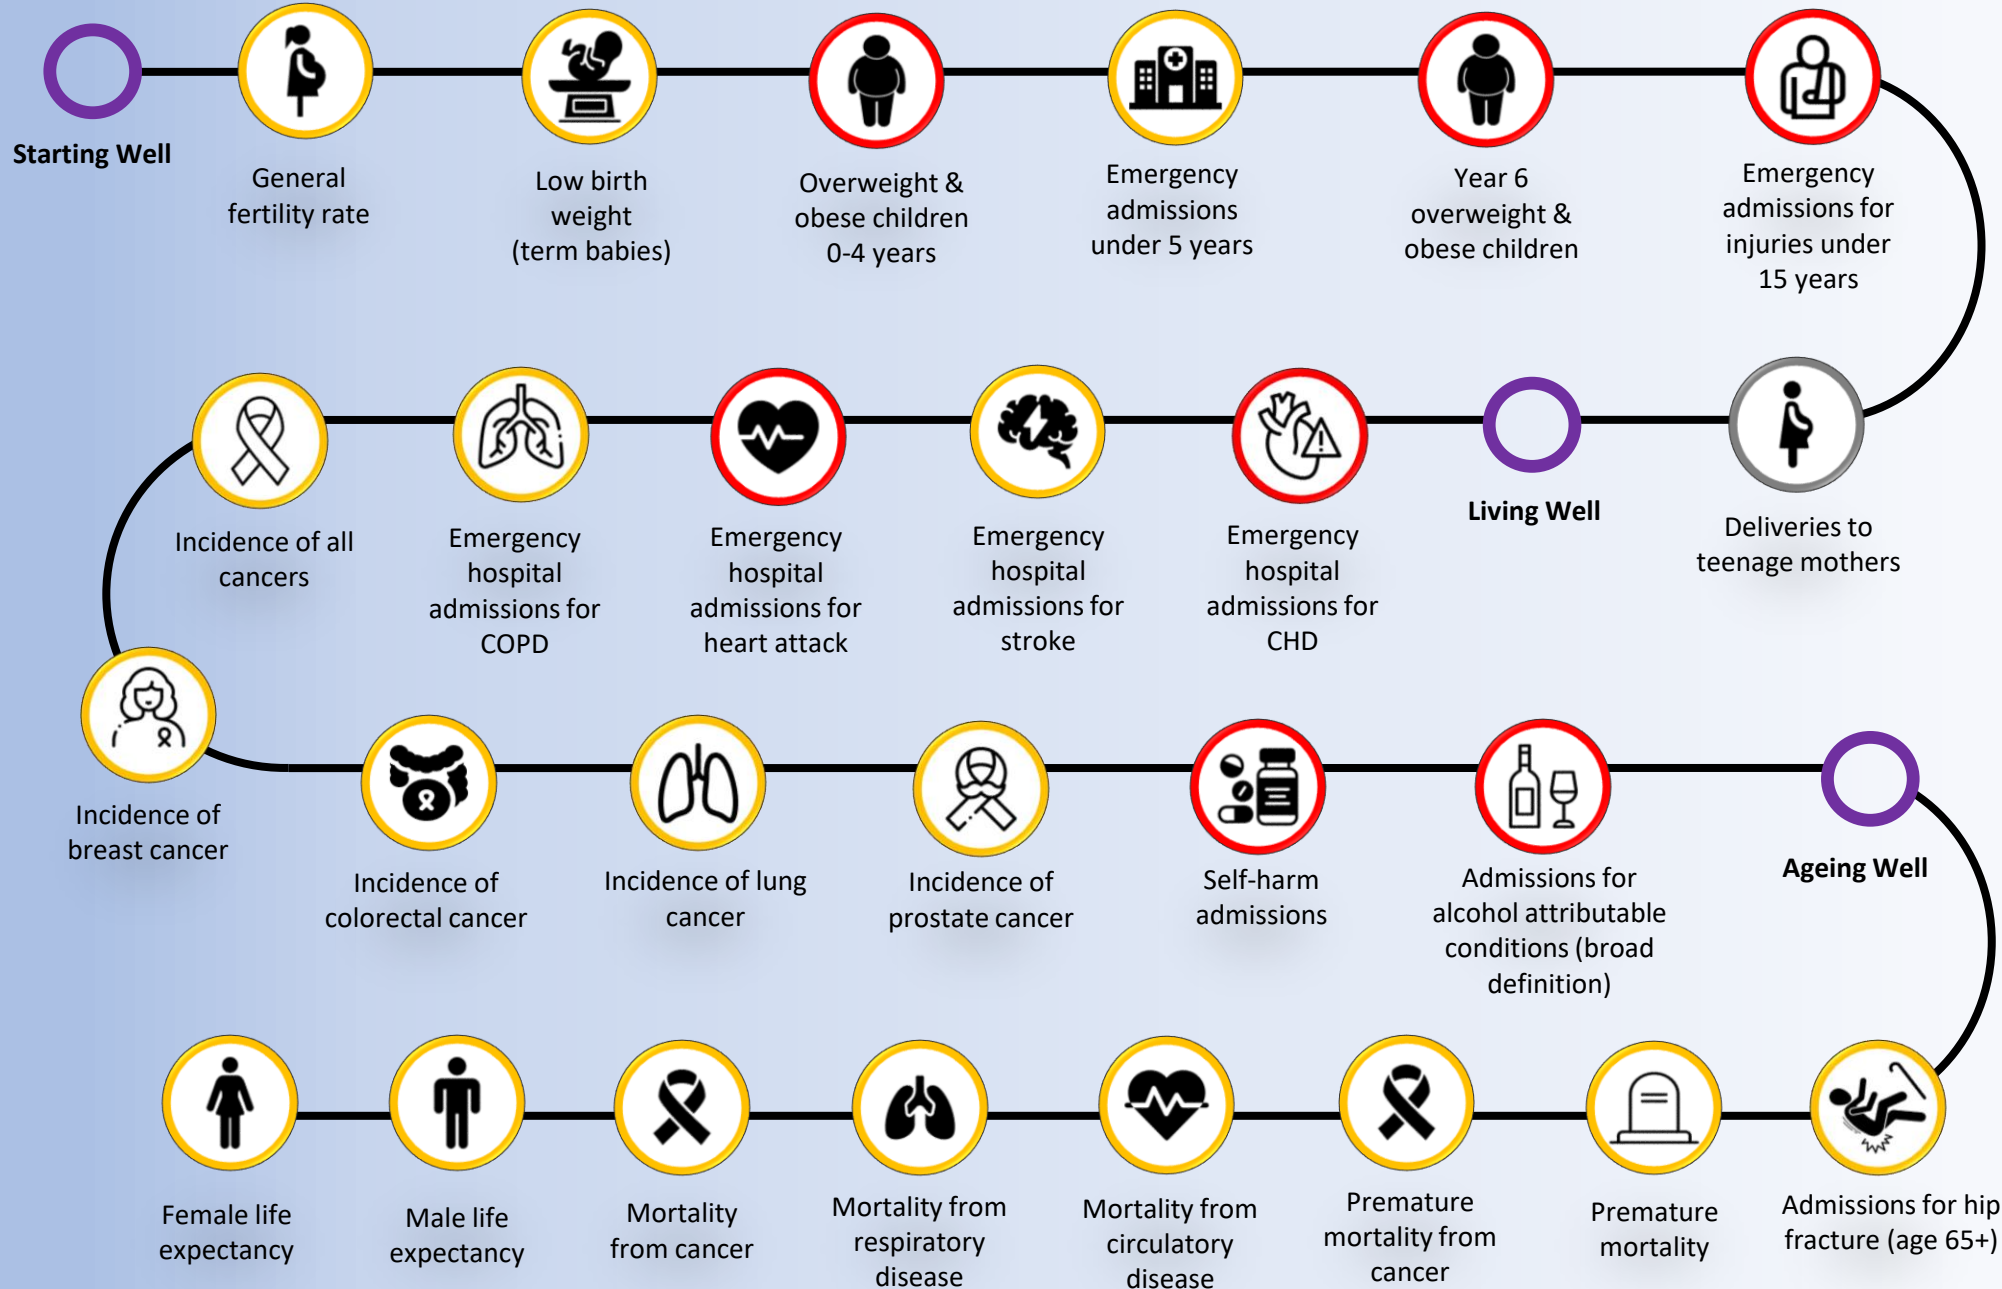 Starting Well
General
fertility rate
Low birth
weight
(term babies)
Overweight &
obese children
0-4 years
Emergency
admissions
under 5 years
Year 6
overweight &
obese children
Emergency
admissions for
injuries under
15 years
Deliveries to
teenage mothers
Living Well
Emergency
hospital
admissions for
CHD
Emergency
hospital
admissions for
stroke
Emergency
hospital
admissions for
heart attack
Emergency
hospital
admissions for
COPD
Incidence of all
cancers
Incidence of
breast cancer
Incidence of
colorectal cancer
Incidence of lung
cancer
Incidence of
prostate cancer
Self-harm
admissions
Admissions for
alcohol attributable
conditions (broad
definition)
Ageing Well
Admissions for hip
fracture (age 65+)
Premature
mortality
Premature
mortality from
cancer
Mortality from
circulatory
disease
Mortality from
respiratory
disease
Mortality
from cancer
Male life
expectancy
Female life
expectancy